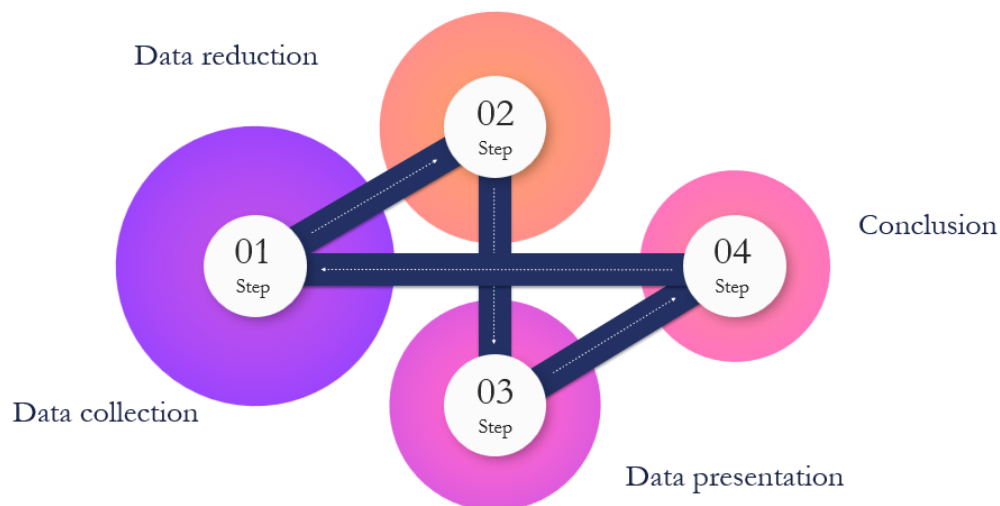 Data reduction
02
Step
01
Step
04
Step
Conclusion
03
Step
Data collection
Data presentation